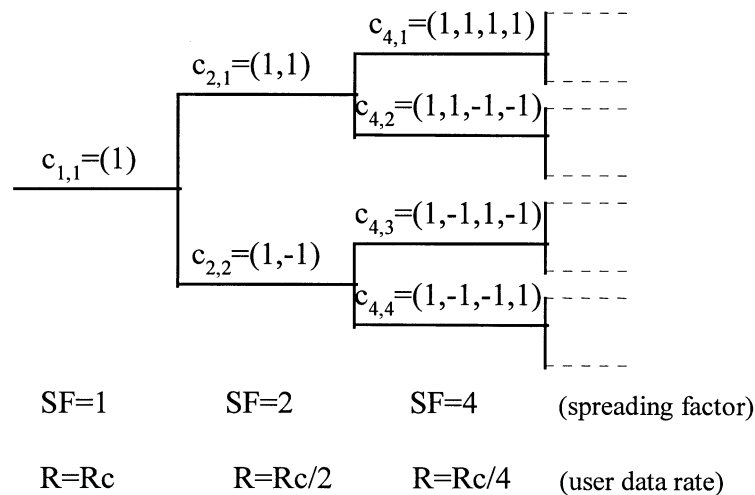 c4,1=(1,1,1,1)
c2,1=(1,1)
c4,2=(1,1,-1,-1)
c1,1=(1)
c4,3=(1,-1,1,-1)
c2,2=(1,-1)
c4,4=(1,-1,-1,1)
SF=1 SF=2 SF=4 (spreading factor)
R=Rc R=Rc/2 R=Rc/4 (user data rate)